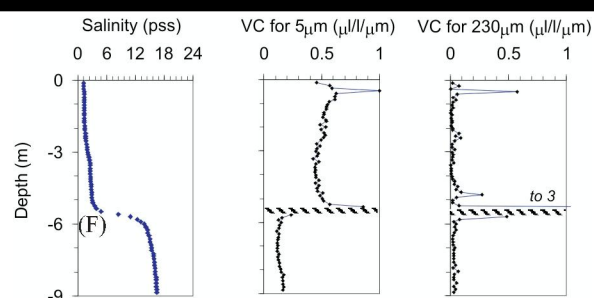 Salinity (pss) VC for 5μm (μl/l/μm) VC for 230μm (μl/l/μm)
0 6 12 18 24 0 0.5 1 0 0.5 1
0
-3
to 3
-6
(F)
-9
Depth (m)